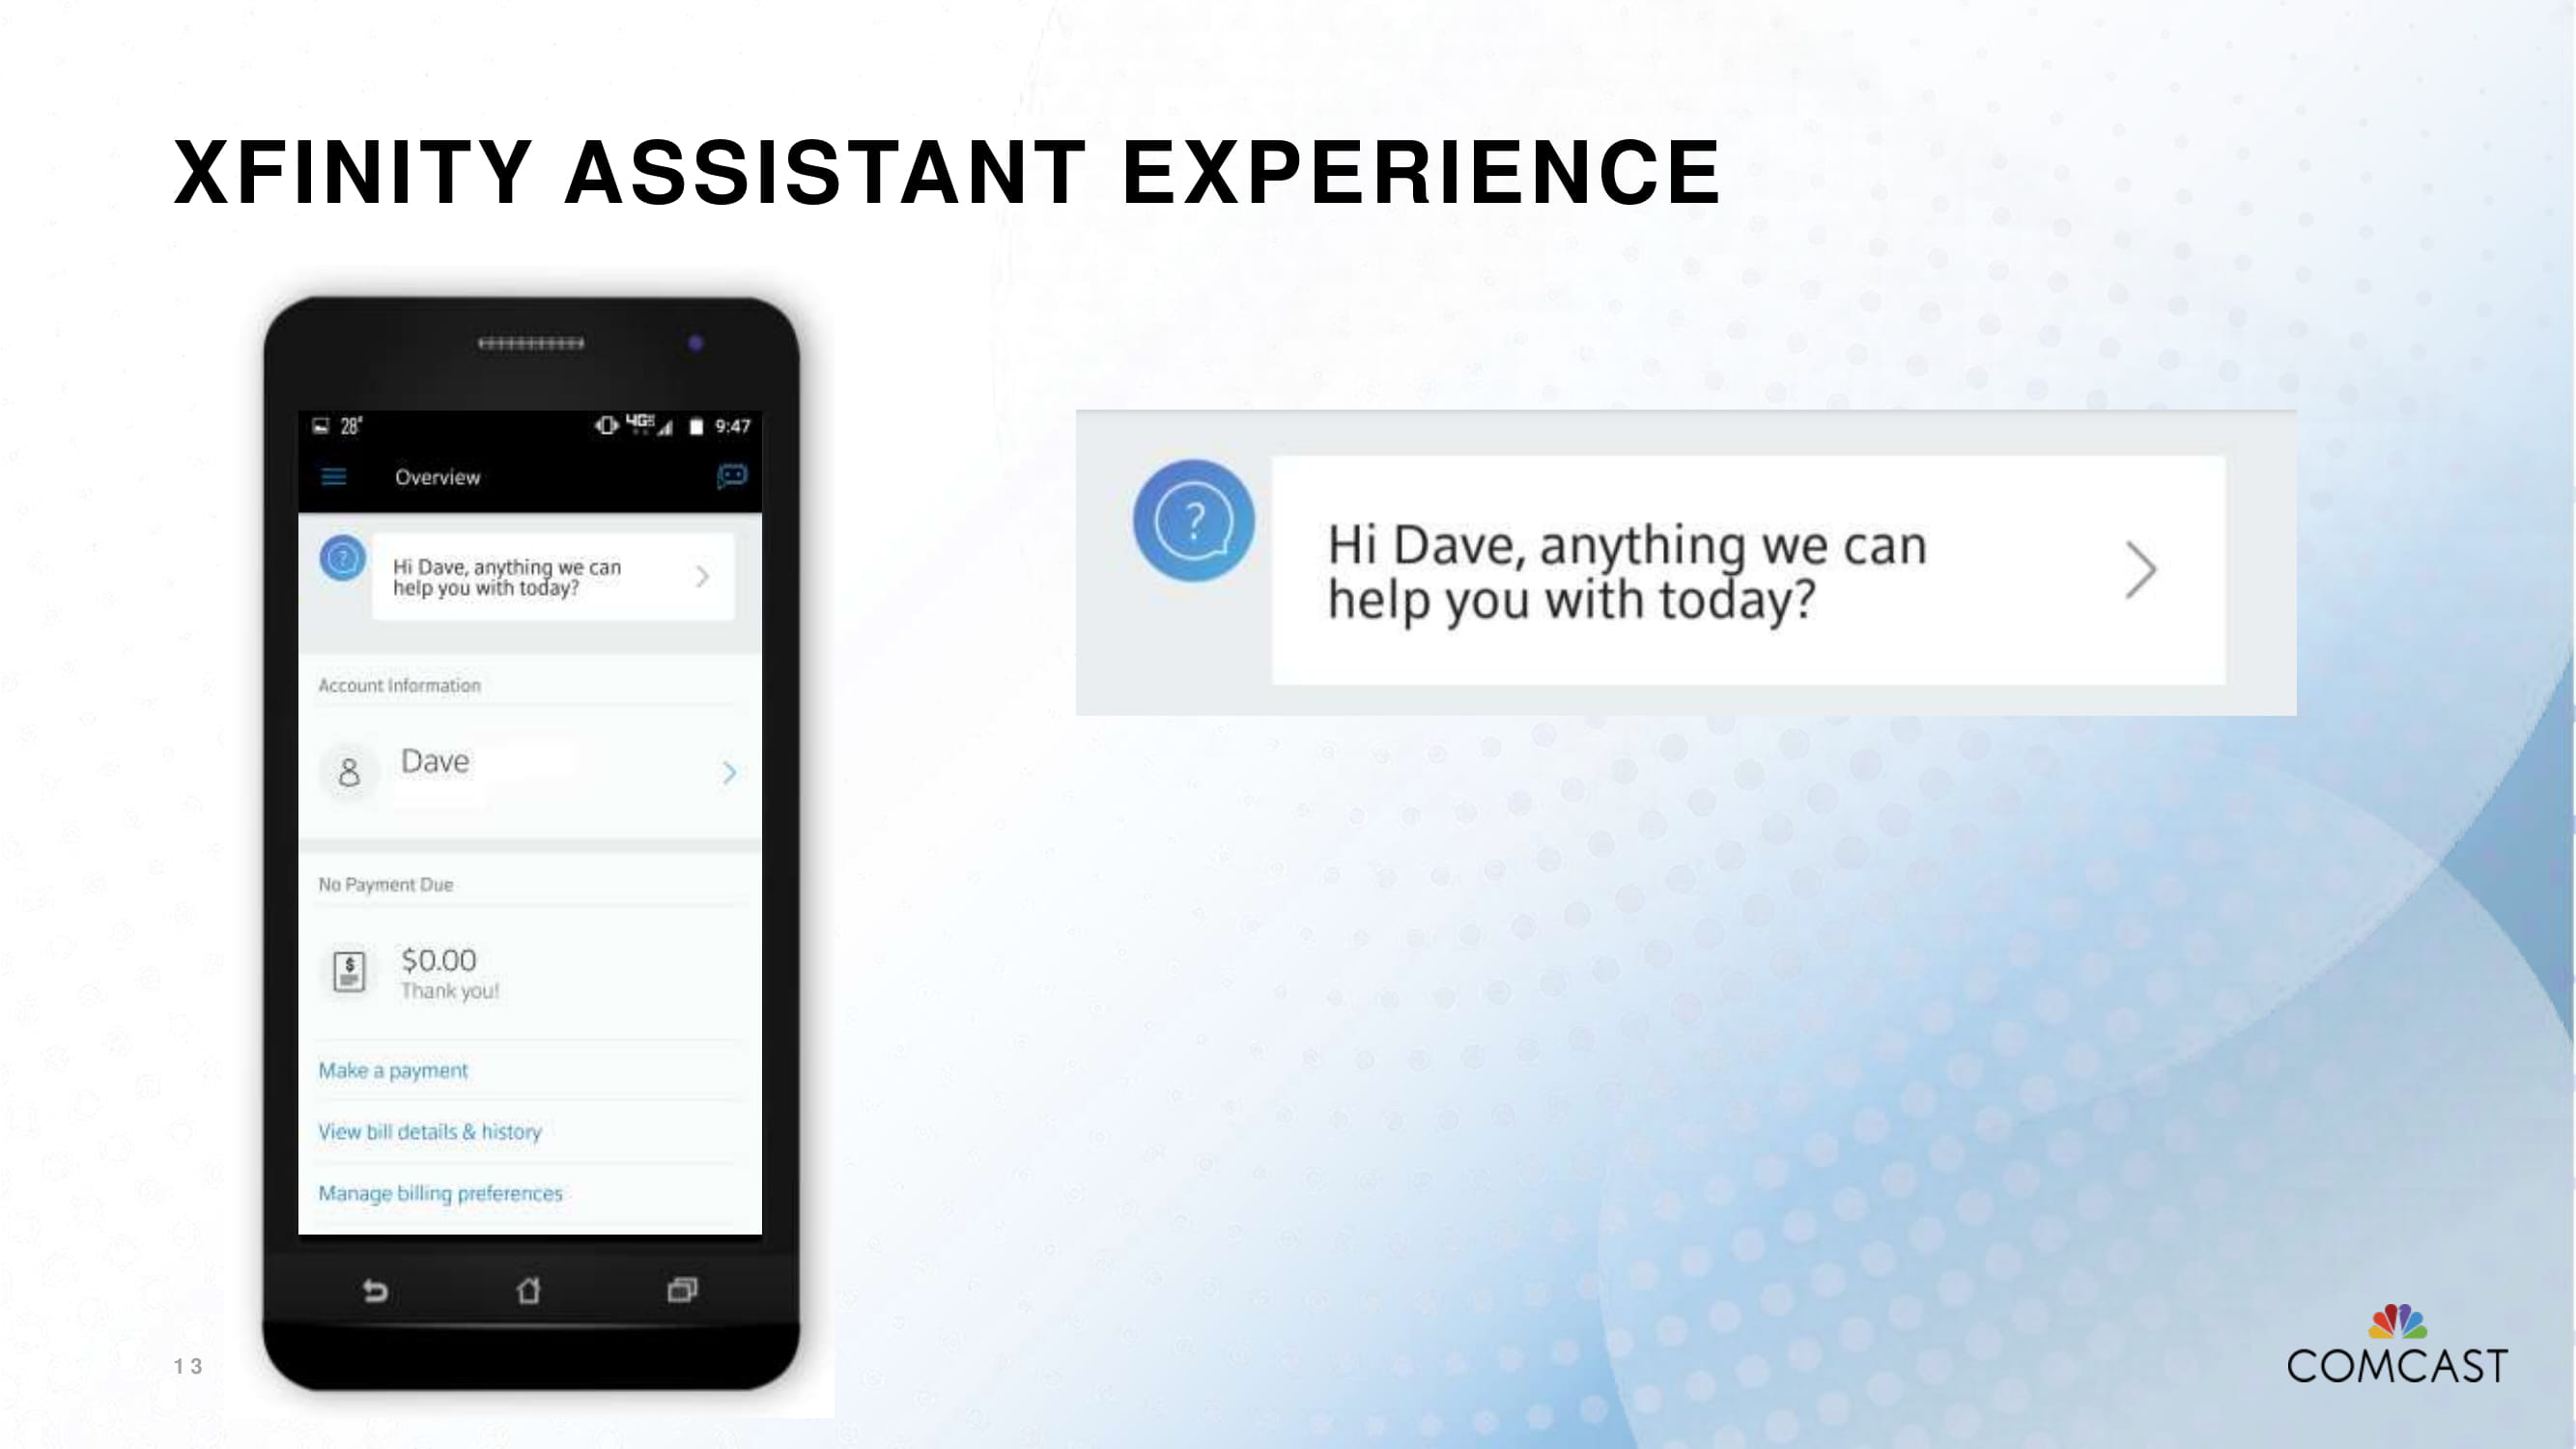 XFINITY ASSISTANT EXPERIENCE
28°
4G
9:47
Overview
Hi Dave, anything we can
help you with today?
Account Information
Dave
No Payment Due
$0.00
Thank you!
Make a payment
View bill details & history
Manage billing preferences
Hi Dave, anything we can
help you with today?
13
COMCAST